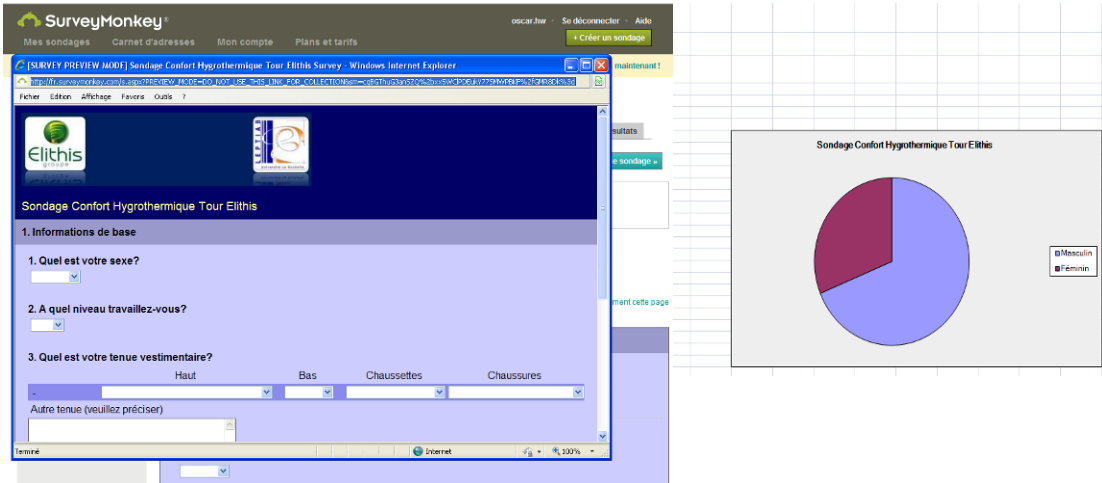 SurveyMonkey®
oscar.hw - Se déconnecter - Aide
Mes sondages Carnet d'adresses Mon compte Plans et tarifs
+ Créer un sondage
[SURVEY PREVIEW MODE] Sondage Confort Hygrothermique Tour Elithis Survey - Windows Internet Explorer
maintenant !
Fichier Edition Affichage Favoris Outils ?
Elithis
groupe
LEPTIAB
sultats
e sondage »
Sondage Confort Hygrothermique Tour Elithis
1. Informations de base
1. Quel est votre sexe?
2. A quel niveau travaillez-vous?
ment cette page
3. Quel est votre tenue vestimentaire?
Haut Bas Chaussettes Chaussures
-
Autre tenue (veuillez préciser)
Terminé Internet 100%
Sondage Confort Hygrothermique Tour Elithis
Masculin
Féminin